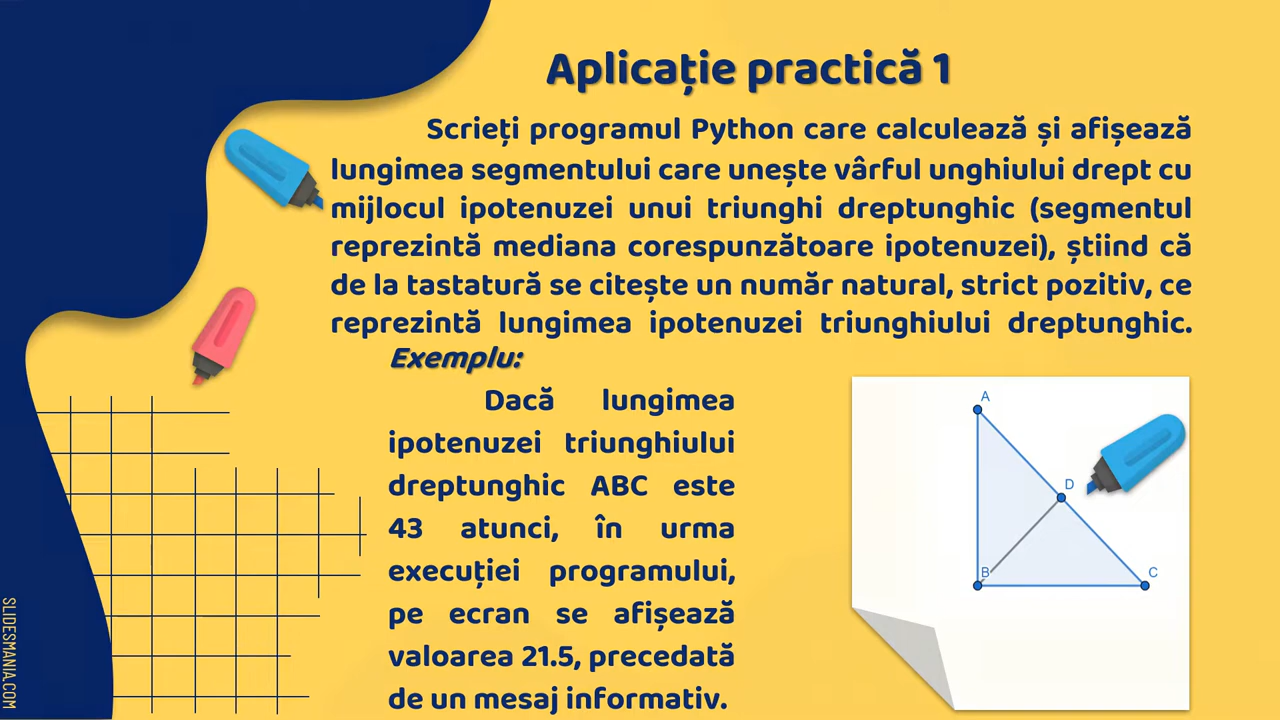 Aplicație practică 1
Scrieți programul Python care calculează și afișează
lungimea segmentului care unește vârful unghiului drept cu
mijlocul ipotenuzei unui triunghi dreptunghic (segmentul
reprezintă mediana corespunzătoare ipotenuzei), știind că
de la tastatură se citește un număr natural, strict pozitiv, ce
reprezintă lungimea ipotenuzei triunghiului dreptunghic.
Exemplu:
Dacă lungimea
ipotenuzei triunghiului
dreptunghic ABC este
43 atunci, în urma
execuției programului,
pe ecran se afișează
valoarea 21.5, precedată
de un mesaj informativ.
A
D
B
C
SLIDESMANIA.COM